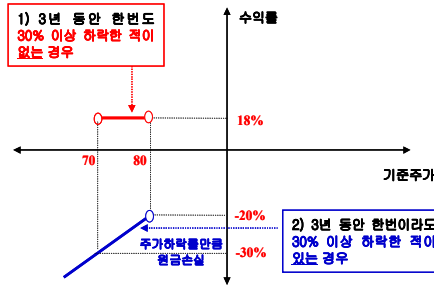 1) 3년 동안 한번도
30% 이상 하락한 적이
없는 경우
수익률
18%
70
80
기준주가
-20%
주가하락률만큼
원금손실
-30%
2) 3년 동안 한번이라도
30% 이상 하락한 적이
있는 경우